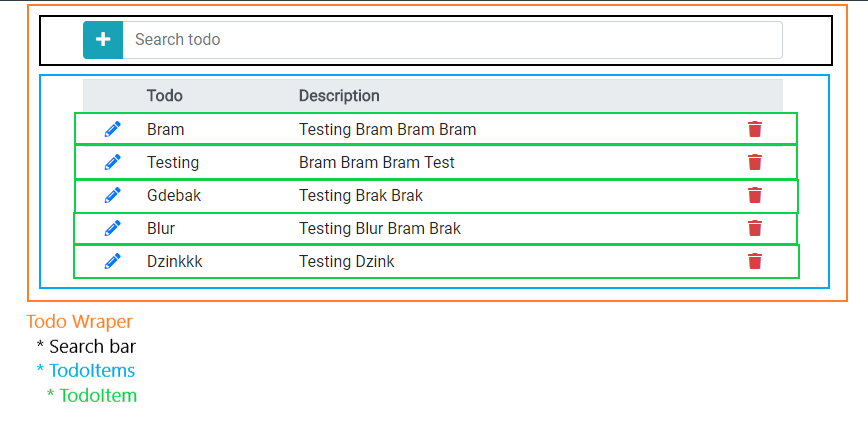 Search todo
Todo Description
Bram Testing Bram Bram Bram
Testing Bram Bram Bram Test
Gdebak Testing Brak Brak
Blur Testing Blur Bram Brak
Dzinkkk Testing Dzink
Todo Wraper
* Search bar
* TodoItems
* TodoItem